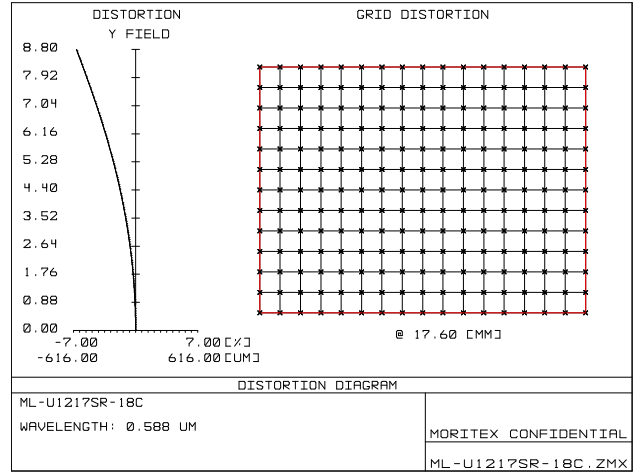 DISTORTION
Y FIELD
8.80
7.92
7.04
6.16
5.28
4.40
3.52
2.64
1.76
0.88
0.00
-7.00 7.00[%]
-616.00 616.00[UM]
GRID DISTORTION
@ 17.60 [MM]
DISTORTION DIAGRAM
ML-U1217SR-18C
WAVELENGTH: 0.588 UM
MORITEX CONFIDENTIAL
ML-U1217SR-18C.ZMX